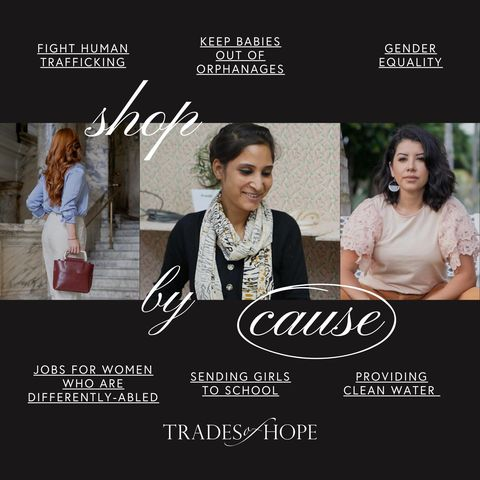 FIGHT HUMAN
TRAFFICKING
KEEP BABIES
OUT OF
ORPHANAGES
GENDER
EQUALITY
shop
by
cause
JOBS FOR WOMEN
WHO ARE
DIFFERENTLY-ABLED
SENDING GIRLS
TO SCHOOL
PROVIDING
CLEAN WATER
TRADES of HOPE